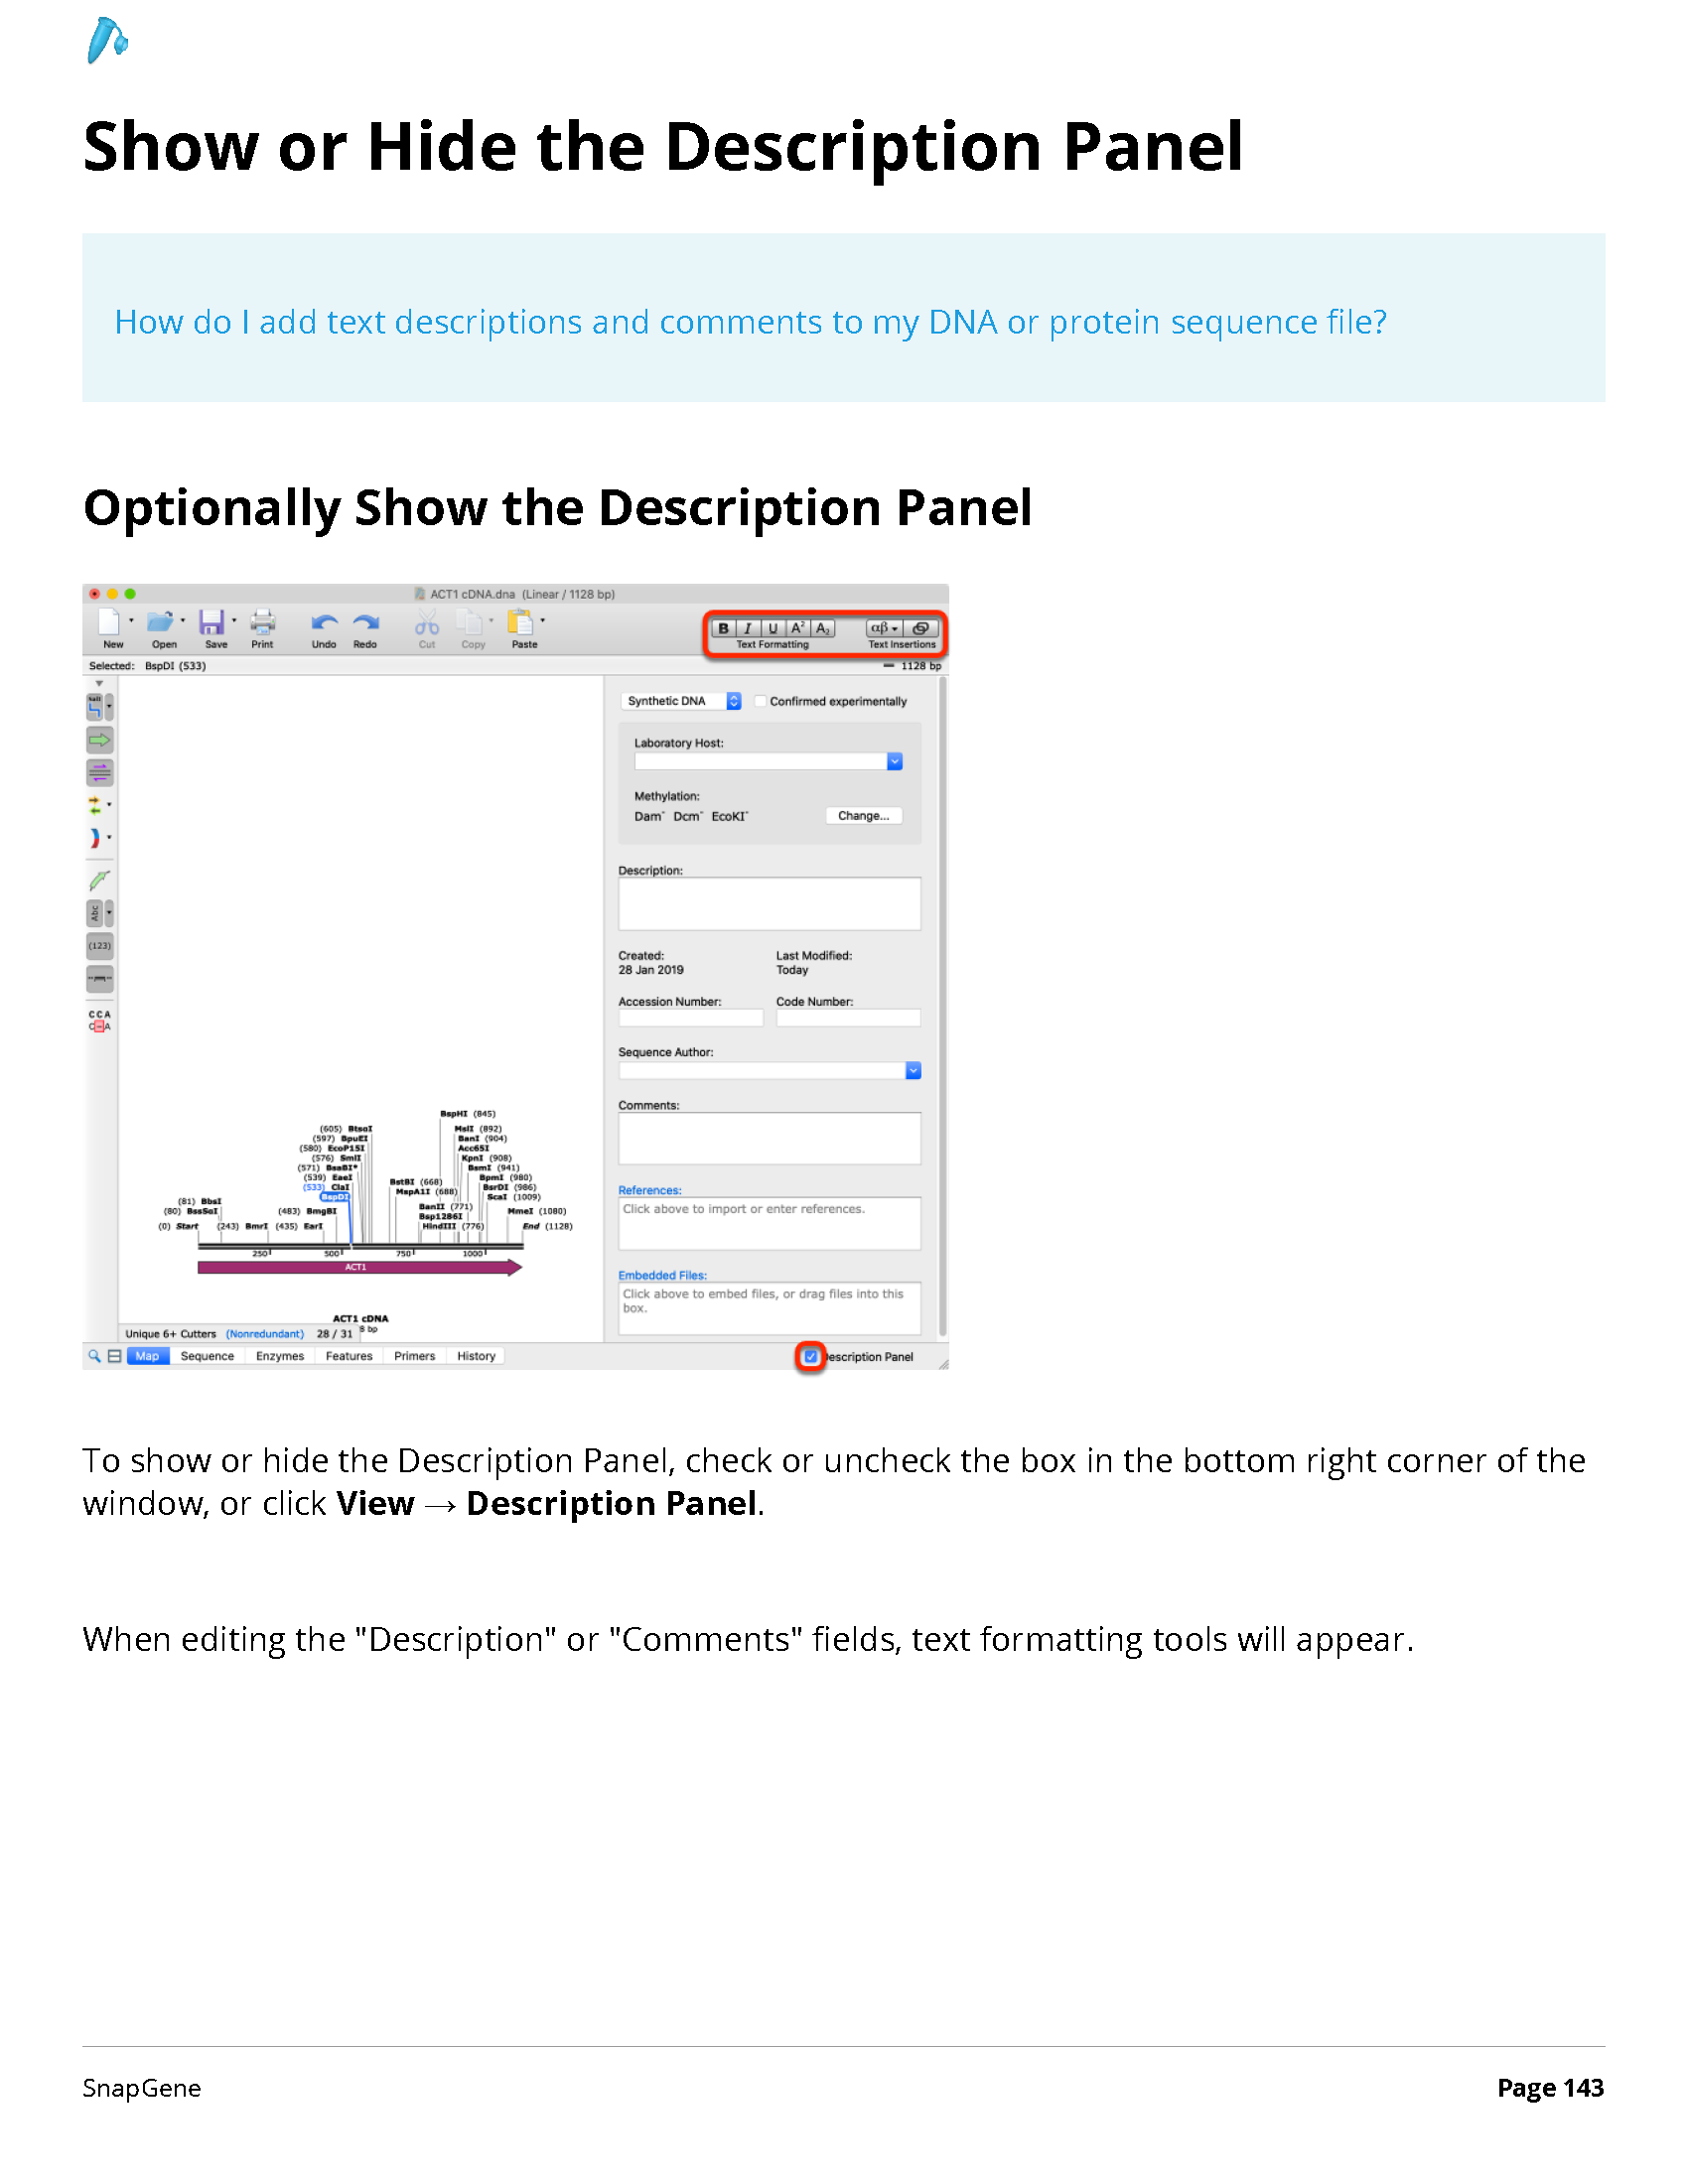 Show or Hide the Description Panel
How do I add text descriptions and comments to my DNA or protein sequence file?
Optionally Show the Description Panel
ACT1 cDNA.dna (Linear / 1128 bp)
New Open Save Print Undo Redo Cut Copy Paste
B I U A² A₂ αβ
Text Formatting Text Insertions
Selected: BspDI (533) 1128 bp
Synthetic DNA Confirmed experimentally
Laboratory Host:
Methylation:
Dam⁻ Dcm⁻ EcoKI⁻ Change...
Description:
Abc
(123)
Created: Last Modified:
28 Jan 2019 Today
Accession Number: Code Number:
CCA
Sequence Author:
Comments:
BspHI (845)
(605) BtsαI MslI (892)
(597) BpuEI BanI (904)
(580) EcoP15I Acc65I
(576) SmlI KpnI (908)
(571) BsaBI* BsmI (941)
(539) EaeI BpmI (980)
(533) ClaI BstBI (668) BsrDI (986)
BspDI MspA1I (688) ScaI (1009)
(81) BbsI BanII (771)
(80) BssSαI (483) BmgBI Bsp1286I MmeI (1080)
(0) Start (243) BmrI (435) EarI HindIII (776) End (1128)
250 500 750 1000
ACT1
References:
Click above to import or enter references.
Embedded Files:
Click above to embed files, or drag files into this
box.
ACT1 cDNA
8 bp
Unique 6+ Cutters (Nonredundant) 28 / 31
Map Sequence Enzymes Features Primers History escription Panel
To show or hide the Description Panel, check or uncheck the box in the bottom right corner of the
window, or click View → Description Panel.
When editing the "Description" or "Comments" fields, text formatting tools will appear.
SnapGene Page 143